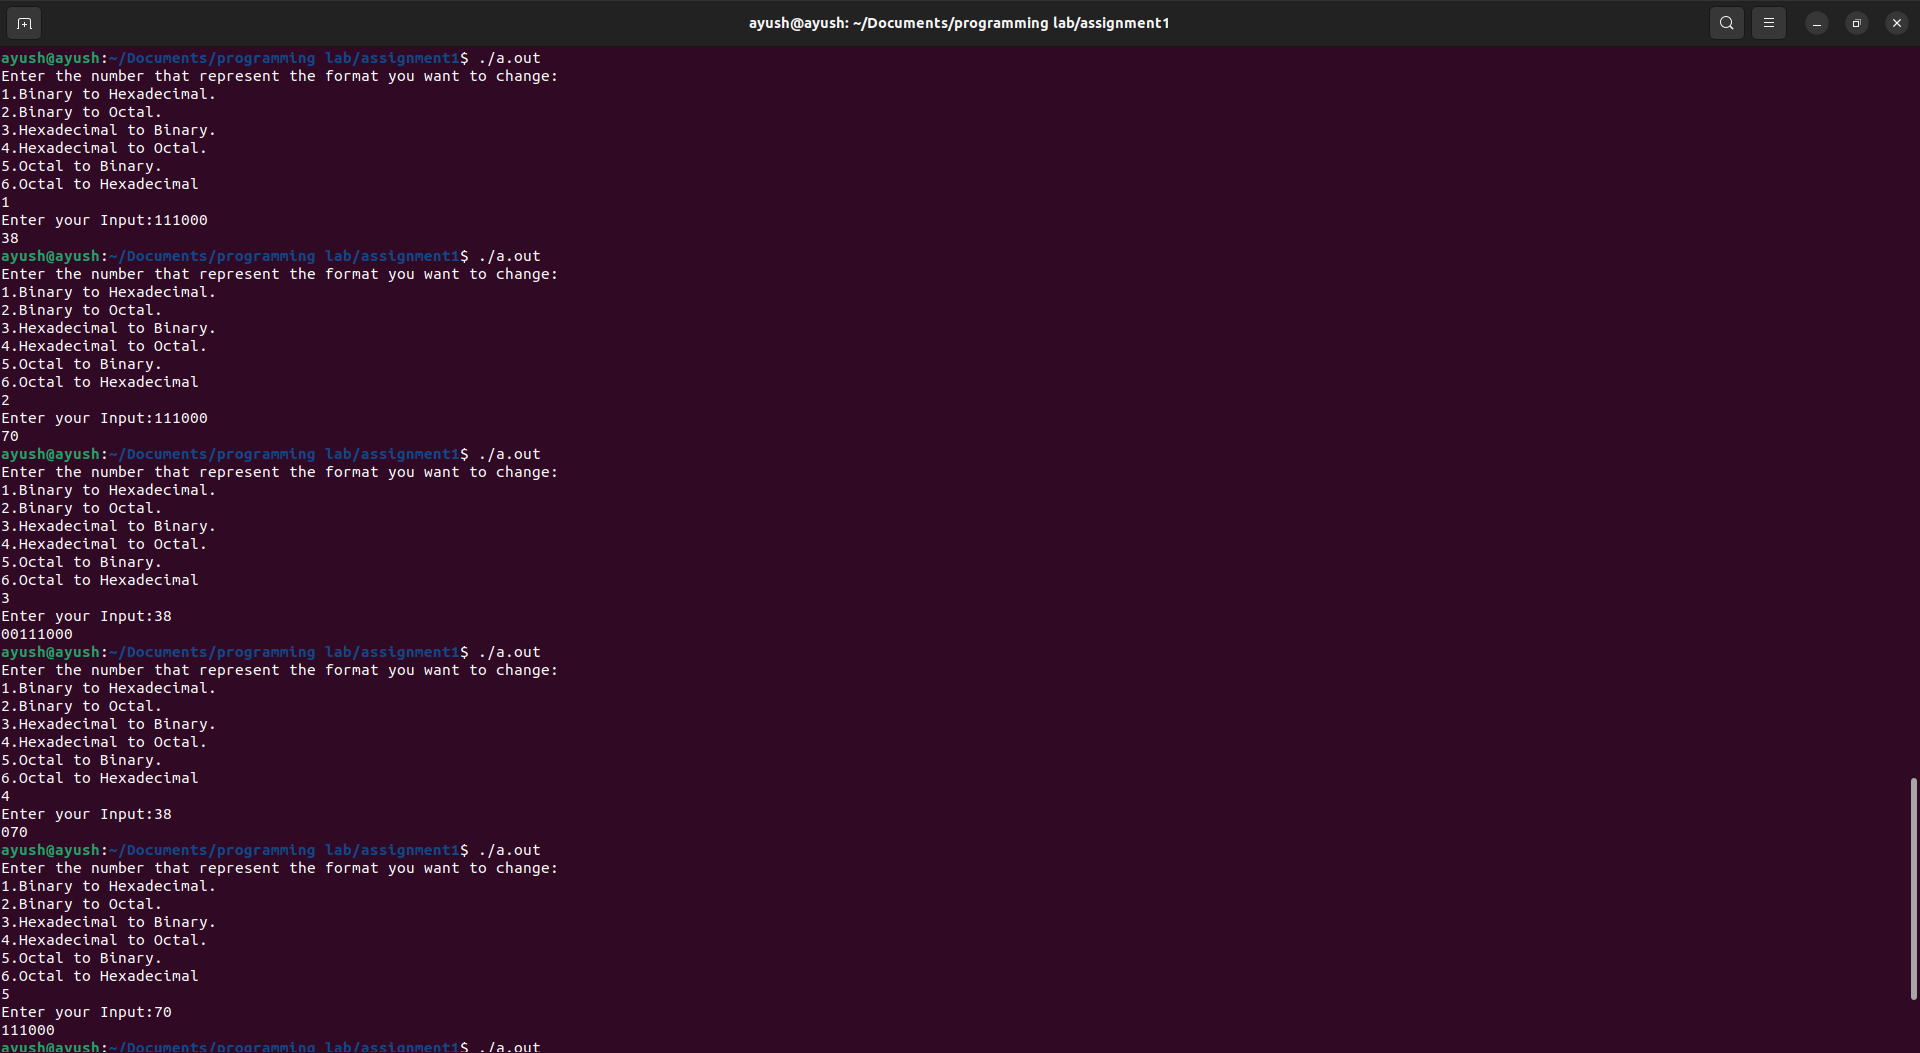 ayush@ayush: ~/Documents/programming lab/assignment1
ayush@ayush:~/Documents/programming lab/assignment1$ ./a.out
Enter the number that represent the format you want to change:
1.Binary to Hexadecimal.
2.Binary to Octal.
3.Hexadecimal to Binary.
4.Hexadecimal to Octal.
5.Octal to Binary.
6.Octal to Hexadecimal
1
Enter your Input:111000
38
ayush@ayush:~/Documents/programming lab/assignment1$ ./a.out
Enter the number that represent the format you want to change:
1.Binary to Hexadecimal.
2.Binary to Octal.
3.Hexadecimal to Binary.
4.Hexadecimal to Octal.
5.Octal to Binary.
6.Octal to Hexadecimal
2
Enter your Input:111000
70
ayush@ayush:~/Documents/programming lab/assignment1$ ./a.out
Enter the number that represent the format you want to change:
1.Binary to Hexadecimal.
2.Binary to Octal.
3.Hexadecimal to Binary.
4.Hexadecimal to Octal.
5.Octal to Binary.
6.Octal to Hexadecimal
3
Enter your Input:38
00111000
ayush@ayush:~/Documents/programming lab/assignment1$ ./a.out
Enter the number that represent the format you want to change:
1.Binary to Hexadecimal.
2.Binary to Octal.
3.Hexadecimal to Binary.
4.Hexadecimal to Octal.
5.Octal to Binary.
6.Octal to Hexadecimal
4
Enter your Input:38
070
ayush@ayush:~/Documents/programming lab/assignment1$ ./a.out
Enter the number that represent the format you want to change:
1.Binary to Hexadecimal.
2.Binary to Octal.
3.Hexadecimal to Binary.
4.Hexadecimal to Octal.
5.Octal to Binary.
6.Octal to Hexadecimal
5
Enter your Input:70
111000
ayush@ayush:~/Documents/programming lab/assignment1$ ./a.out